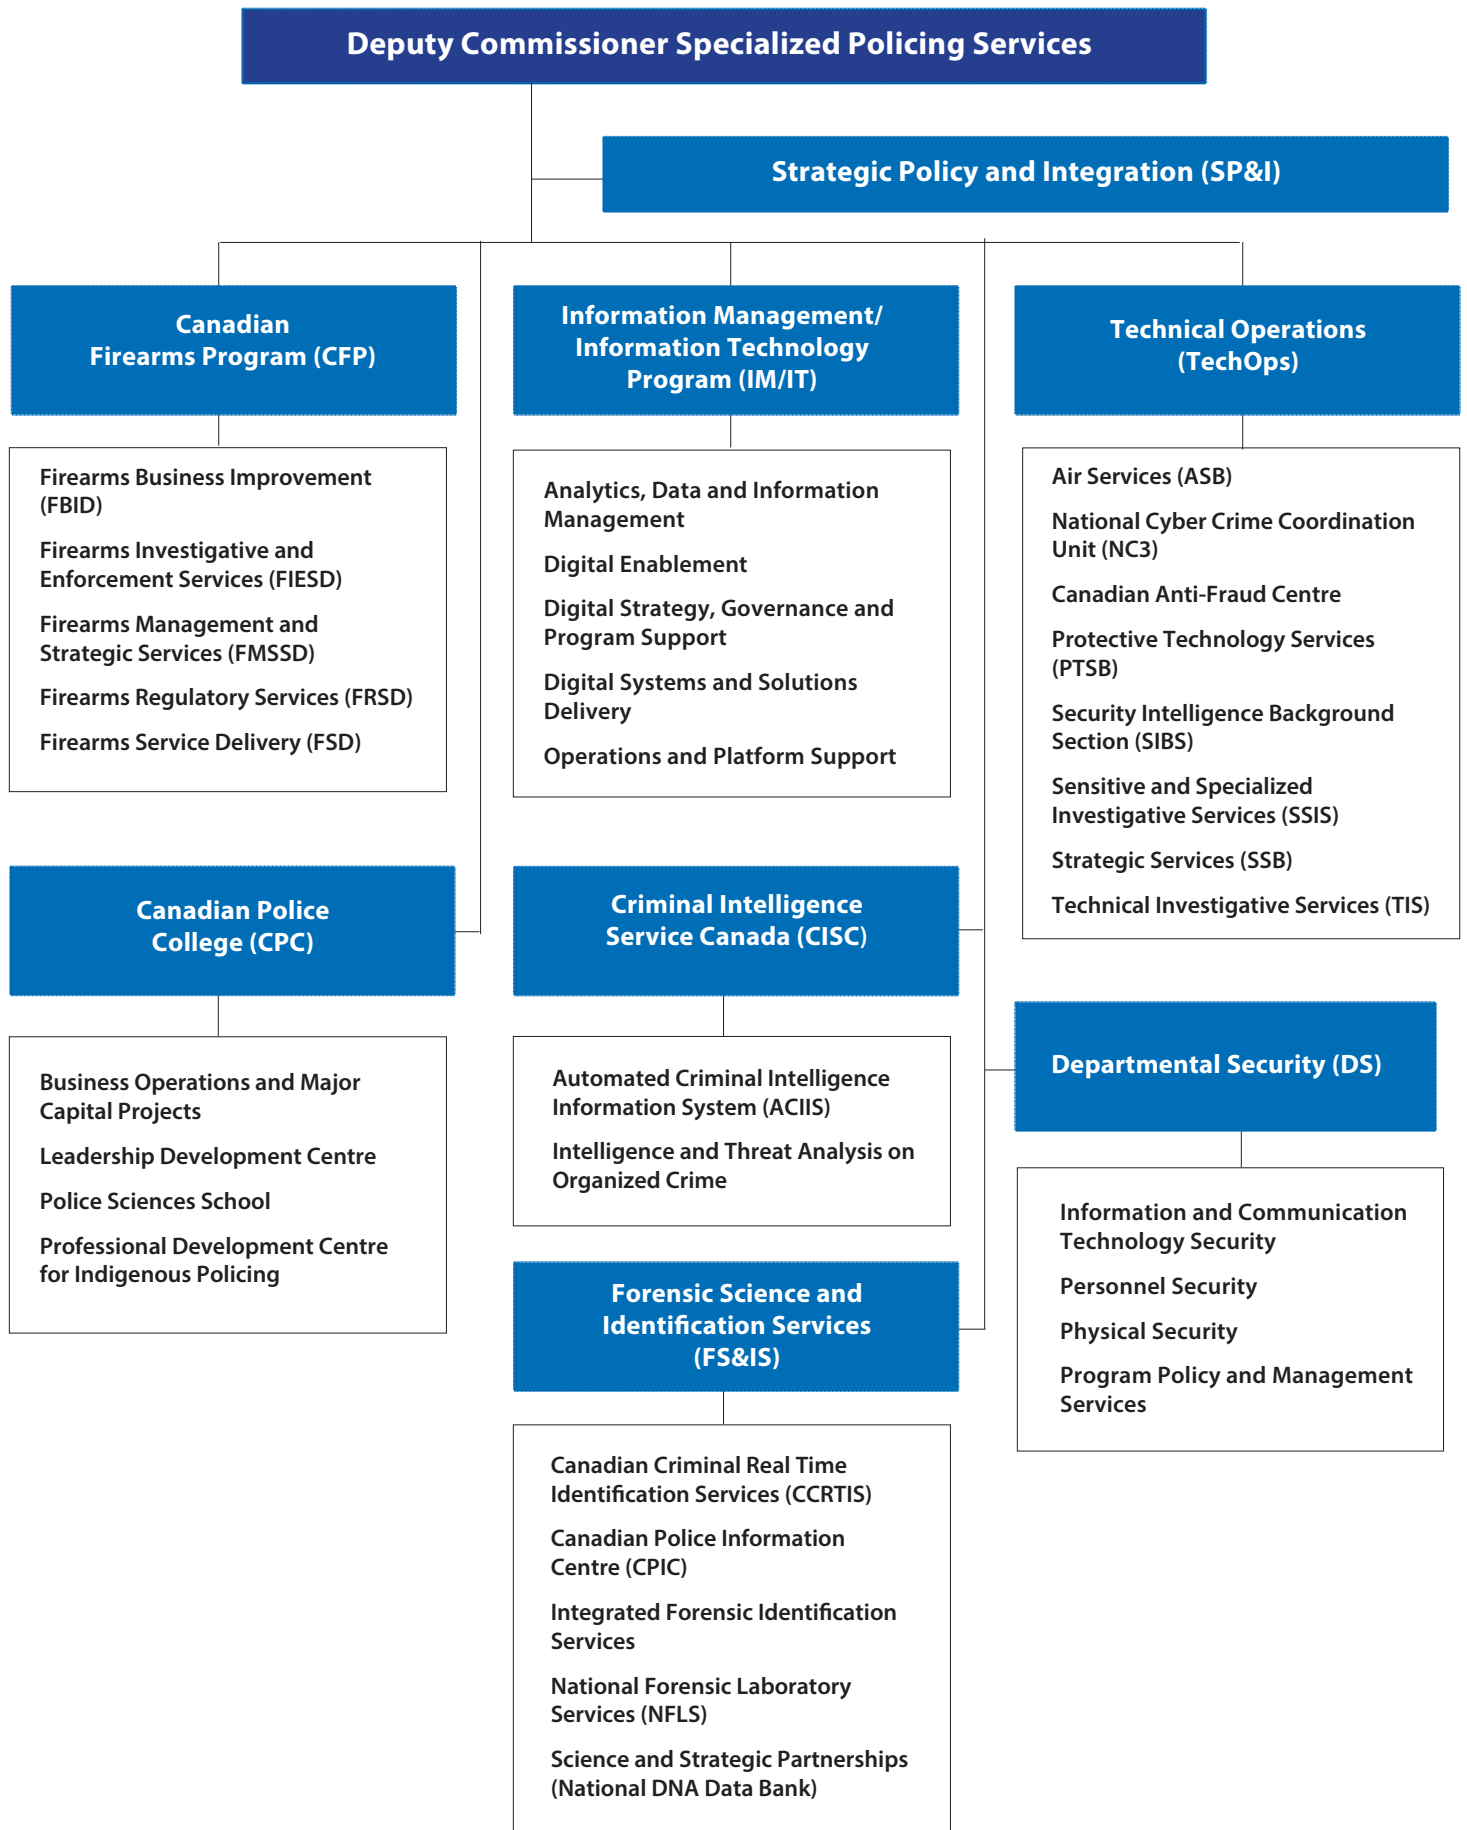 Deputy Commissioner Specialized Policing Services
Strategic Policy and Integration (SP&I)
Canadian
Firearms Program (CFP)
Firearms Business Improvement
(FBID)
Firearms Investigative and
Enforcement Services (FIESD)
Firearms Management and
Strategic Services (FMSSD)
Firearms Regulatory Services (FRSD)
Firearms Service Delivery (FSD)
Information Management/
Information Technology
Program (IM/IT)
Analytics, Data and Information
Management
Digital Enablement
Digital Strategy, Governance and
Program Support
Digital Systems and Solutions
Delivery
Operations and Platform Support
Technical Operations
(TechOps)
Air Services (ASB)
National Cyber Crime Coordination
Unit (NC3)
Canadian Anti-Fraud Centre
Protective Technology Services
(PTSB)
Security Intelligence Background
Section (SIBS)
Sensitive and Specialized
Investigative Services (SSIS)
Strategic Services (SSB)
Technical Investigative Services (TIS)
Canadian Police
College (CPC)
Business Operations and Major
Capital Projects
Leadership Development Centre
Police Sciences School
Professional Development Centre
for Indigenous Policing
Criminal Intelligence
Service Canada (CISC)
Automated Criminal Intelligence
Information System (ACIIS)
Intelligence and Threat Analysis on
Organized Crime
Departmental Security (DS)
Information and Communication
Technology Security
Personnel Security
Physical Security
Program Policy and Management
Services
Forensic Science and
Identification Services
(FS&IS)
Canadian Criminal Real Time
Identification Services (CCRTIS)
Canadian Police Information
Centre (CPIC)
Integrated Forensic Identification
Services
National Forensic Laboratory
Services (NFLS)
Science and Strategic Partnerships
(National DNA Data Bank)